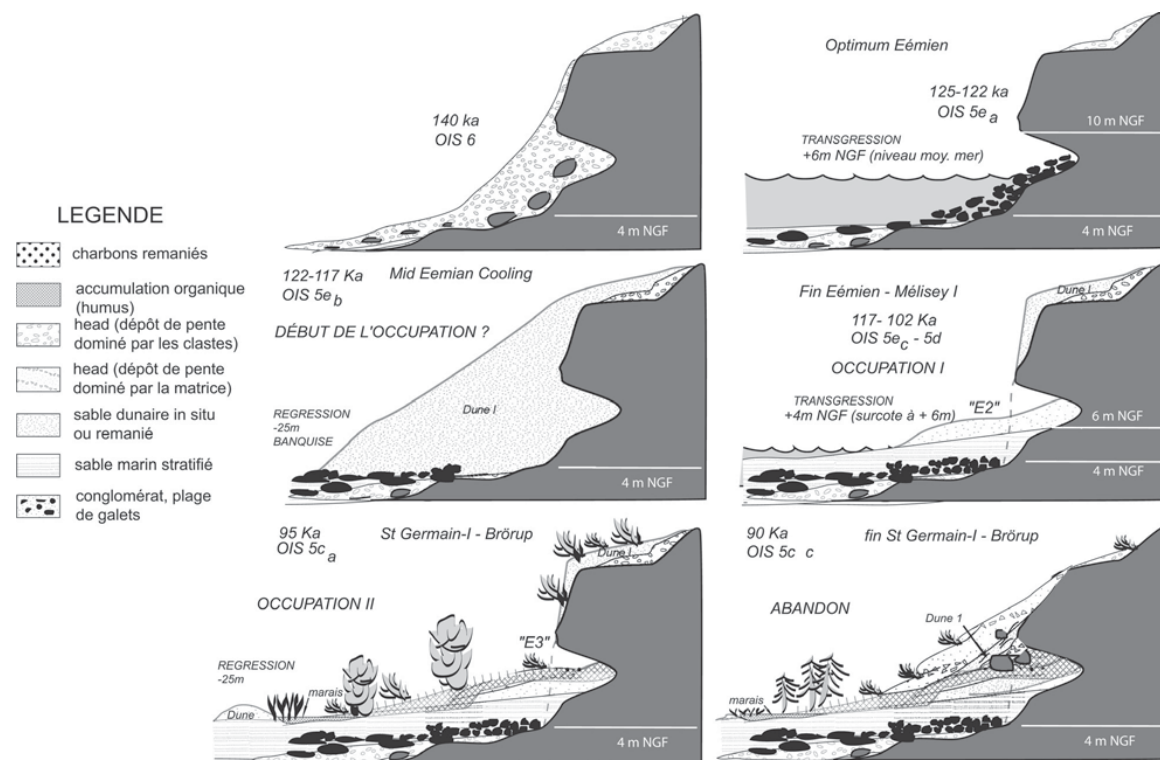 140 ka
OIS 6
4 m NGF
Optimum Eémien
125-122 ka
OIS 5e a
10 m NGF
TRANSGRESSION
+6m NGF (niveau moy. mer)
4 m NGF
LEGENDE
charbons remaniés
accumulation organique
(humus)
head (dépôt de pente
dominé par les clastes)
head (dépôt de pente
dominé par la matrice)
sable dunaire in situ
ou remanié
sable marin stratifié
conglomérat, plage
de galets
122-117 Ka
OIS 5e b
Mid Eemian Cooling
DÉBUT DE L'OCCUPATION ?
Dune I
REGRESSION
-25m
BANQUISE
4 m NGF
Fin Eémien - Mélisey I
Dune I
117- 102 Ka
OIS 5e c - 5d
OCCUPATION I
TRANSGRESSION
+4m NGF (surcote à + 6m)
"E2"
6 m NGF
4 m NGF
95 Ka
OIS 5c a
St Germain-I - Brörup
Dune I
OCCUPATION II
"E3"
REGRESSION
-25m
marais
Dune
4 m NGF
90 Ka
OIS 5c c
fin St Germain-I - Brörup
ABANDON
Dune 1
marais
4 m NGF